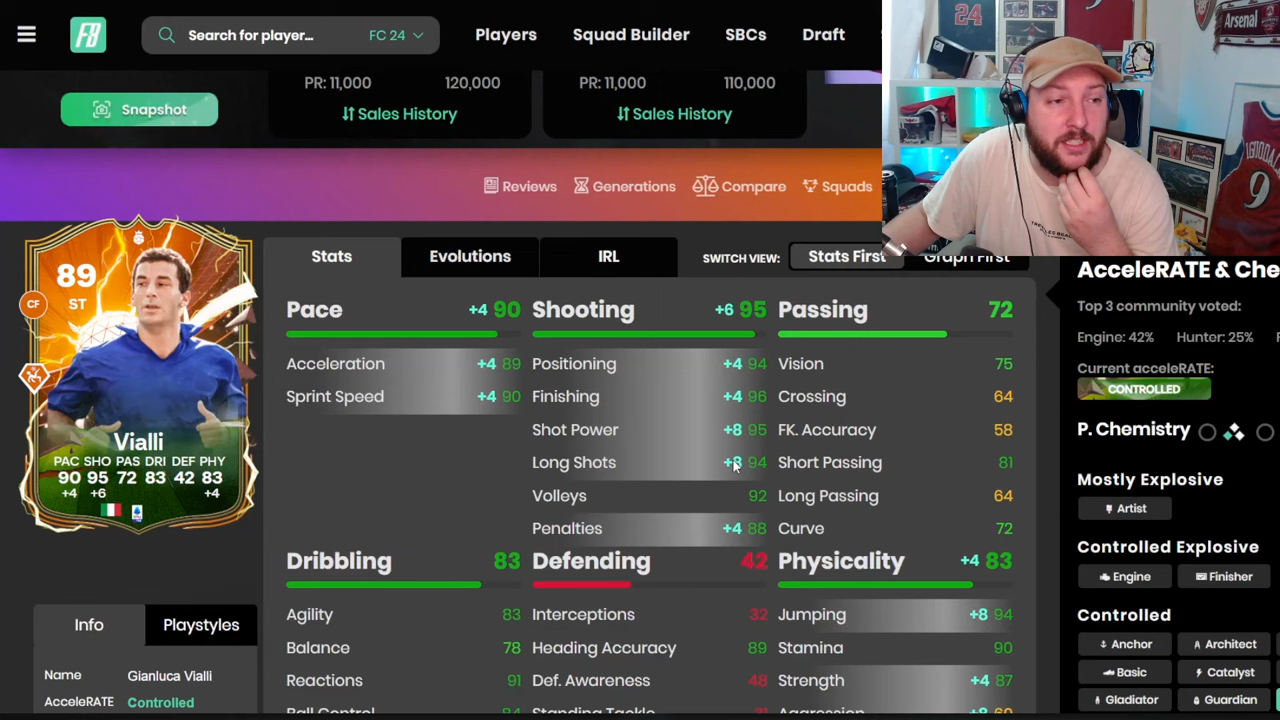 FB Search for player... FC 24 Players Squad Builder SBCs Draft
24
Arsenal
9
PR: 11,000 120,000 PR: 11,000 110,000
Snapshot
Sales History Sales History
Reviews Generations Compare Squads
Stats Evolutions IRL SWITCH VIEW: Stats First Graph First
89
ST
CF
Vialli
PAC SHO PAS DRI DEF PHY
90 95 72 83 42 83
+4 +6 +4
Pace +4 90
Acceleration +4 89
Sprint Speed +4 90
Shooting +6 95
Positioning +4 94
Finishing +4 96
Shot Power +8 95
Long Shots +8 94
Volleys 92
Penalties +4 88
Passing 72
Vision 75
Crossing 64
FK. Accuracy 58
Short Passing 81
Long Passing 64
Curve 72
Dribbling 83
Agility 83
Balance 78
Reactions 91
Ball Control 84
Defending 42
Interceptions 32
Heading Accuracy 89
Def. Awareness 48
Standing Tackle
Physicality +4 83
Jumping +8 94
Stamina 90
Strength +4 87
Aggression +8
Info Playstyles
Name Gianluca Vialli
AcceleRATE Controlled
AcceleRATE & Che
Top 3 community voted:
Engine: 42% Hunter: 25%
Current acceleRATE:
CONTROLLED
P. Chemistry
Mostly Explosive
Artist
Controlled Explosive
Engine Finisher
Controlled
Anchor Architect
Basic Catalyst
Gladiator Guardian